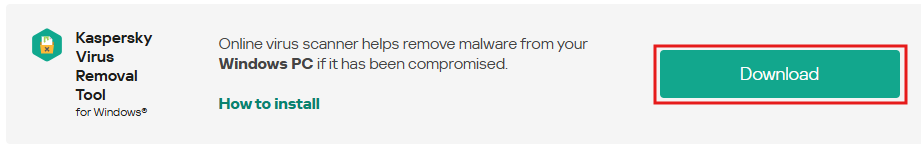 Kaspersky
Virus
Removal
Tool
for Windows®
Online virus scanner helps remove malware from your
Windows PC if it has been compromised.
How to install
Download